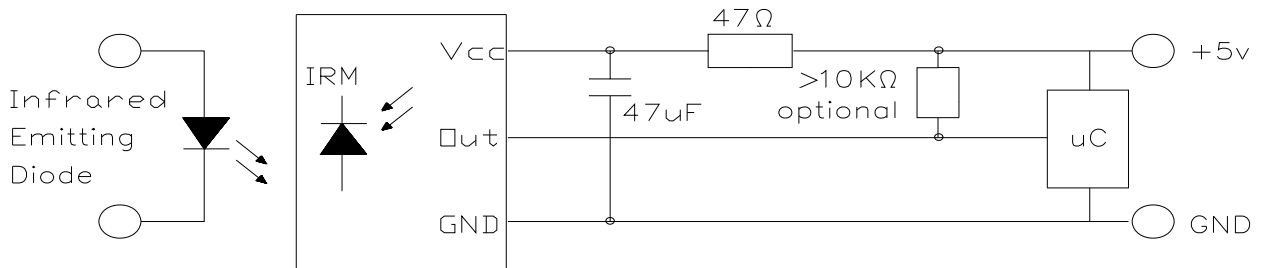 47Ω
Vcc
+5v
IRM
>10KΩ
optional
Infrared
Emitting
Diode
47uF
Out
uC
GND
GND